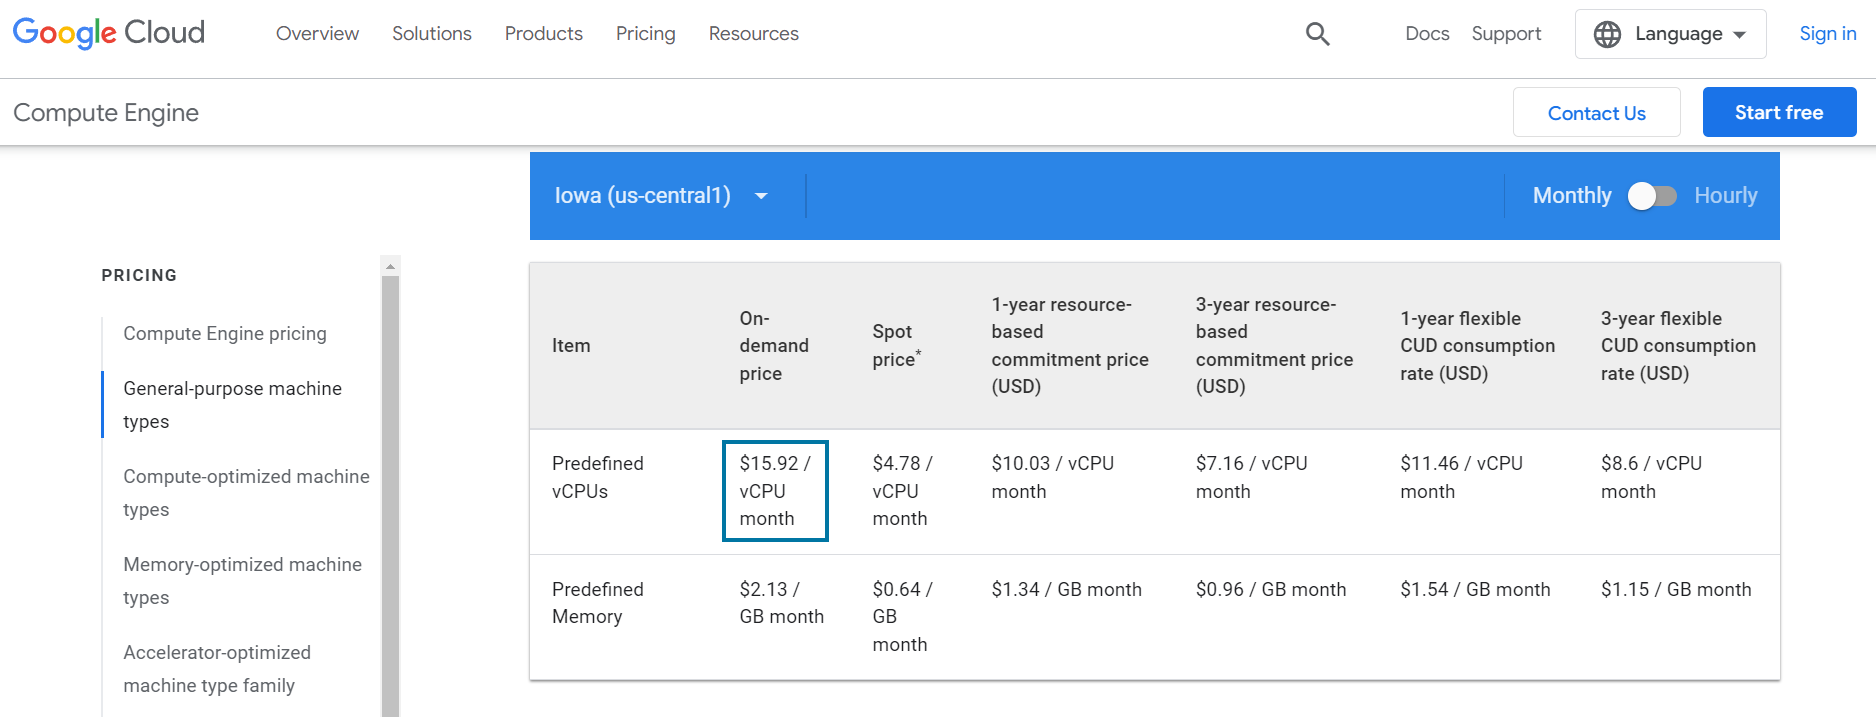 Google Cloud
Overview
Solutions
Products
Pricing
Resources
Docs
Support
Language
Sign in
Compute Engine
Contact Us
Start free
Iowa (us-central1)
Monthly
Hourly
PRICING
Compute Engine pricing
General-purpose machine
types
Compute-optimized machine
types
Memory-optimized machine
types
Accelerator-optimized
machine type family
Item
On-
demand
price
Spot
price*
1-year resource-
based
commitment price
(USD)
3-year resource-
based
commitment price
(USD)
1-year flexible
CUD consumption
rate (USD)
3-year flexible
CUD consumption
rate (USD)
Predefined
vCPUs
$15.92 /
vCPU
month
$4.78 /
vCPU
month
$10.03 / vCPU
month
$7.16 / vCPU
month
$11.46 / vCPU
month
$8.6 / vCPU
month
Predefined
Memory
$2.13 /
GB month
$0.64 /
GB
month
$1.34 / GB month
$0.96 / GB month
$1.54 / GB month
$1.15 / GB month